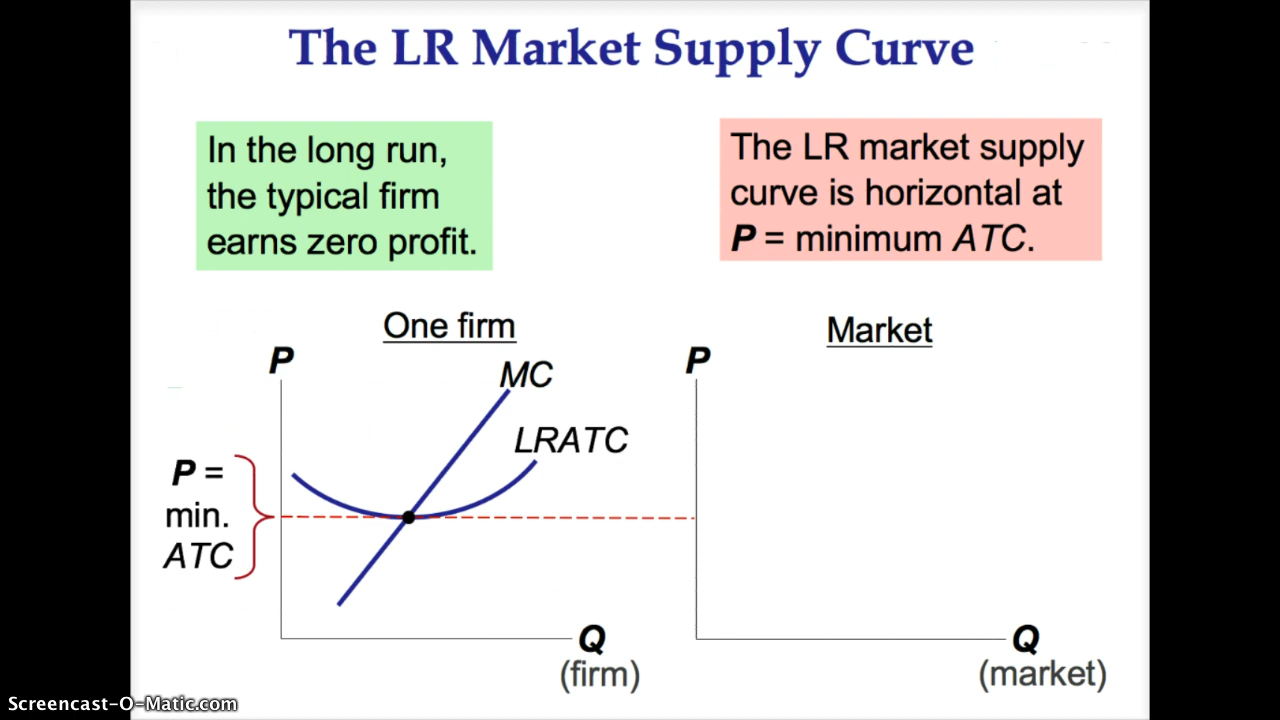 The LR Market Supply Curve
In the long run,
the typical firm
earns zero profit.
The LR market supply
curve is horizontal at
P = minimum ATC.
One firm
P
MC
LRATC
P =
min.
ATC
Q
(firm)
Market
P
Q
(market)
Screencast-O-Matic.com